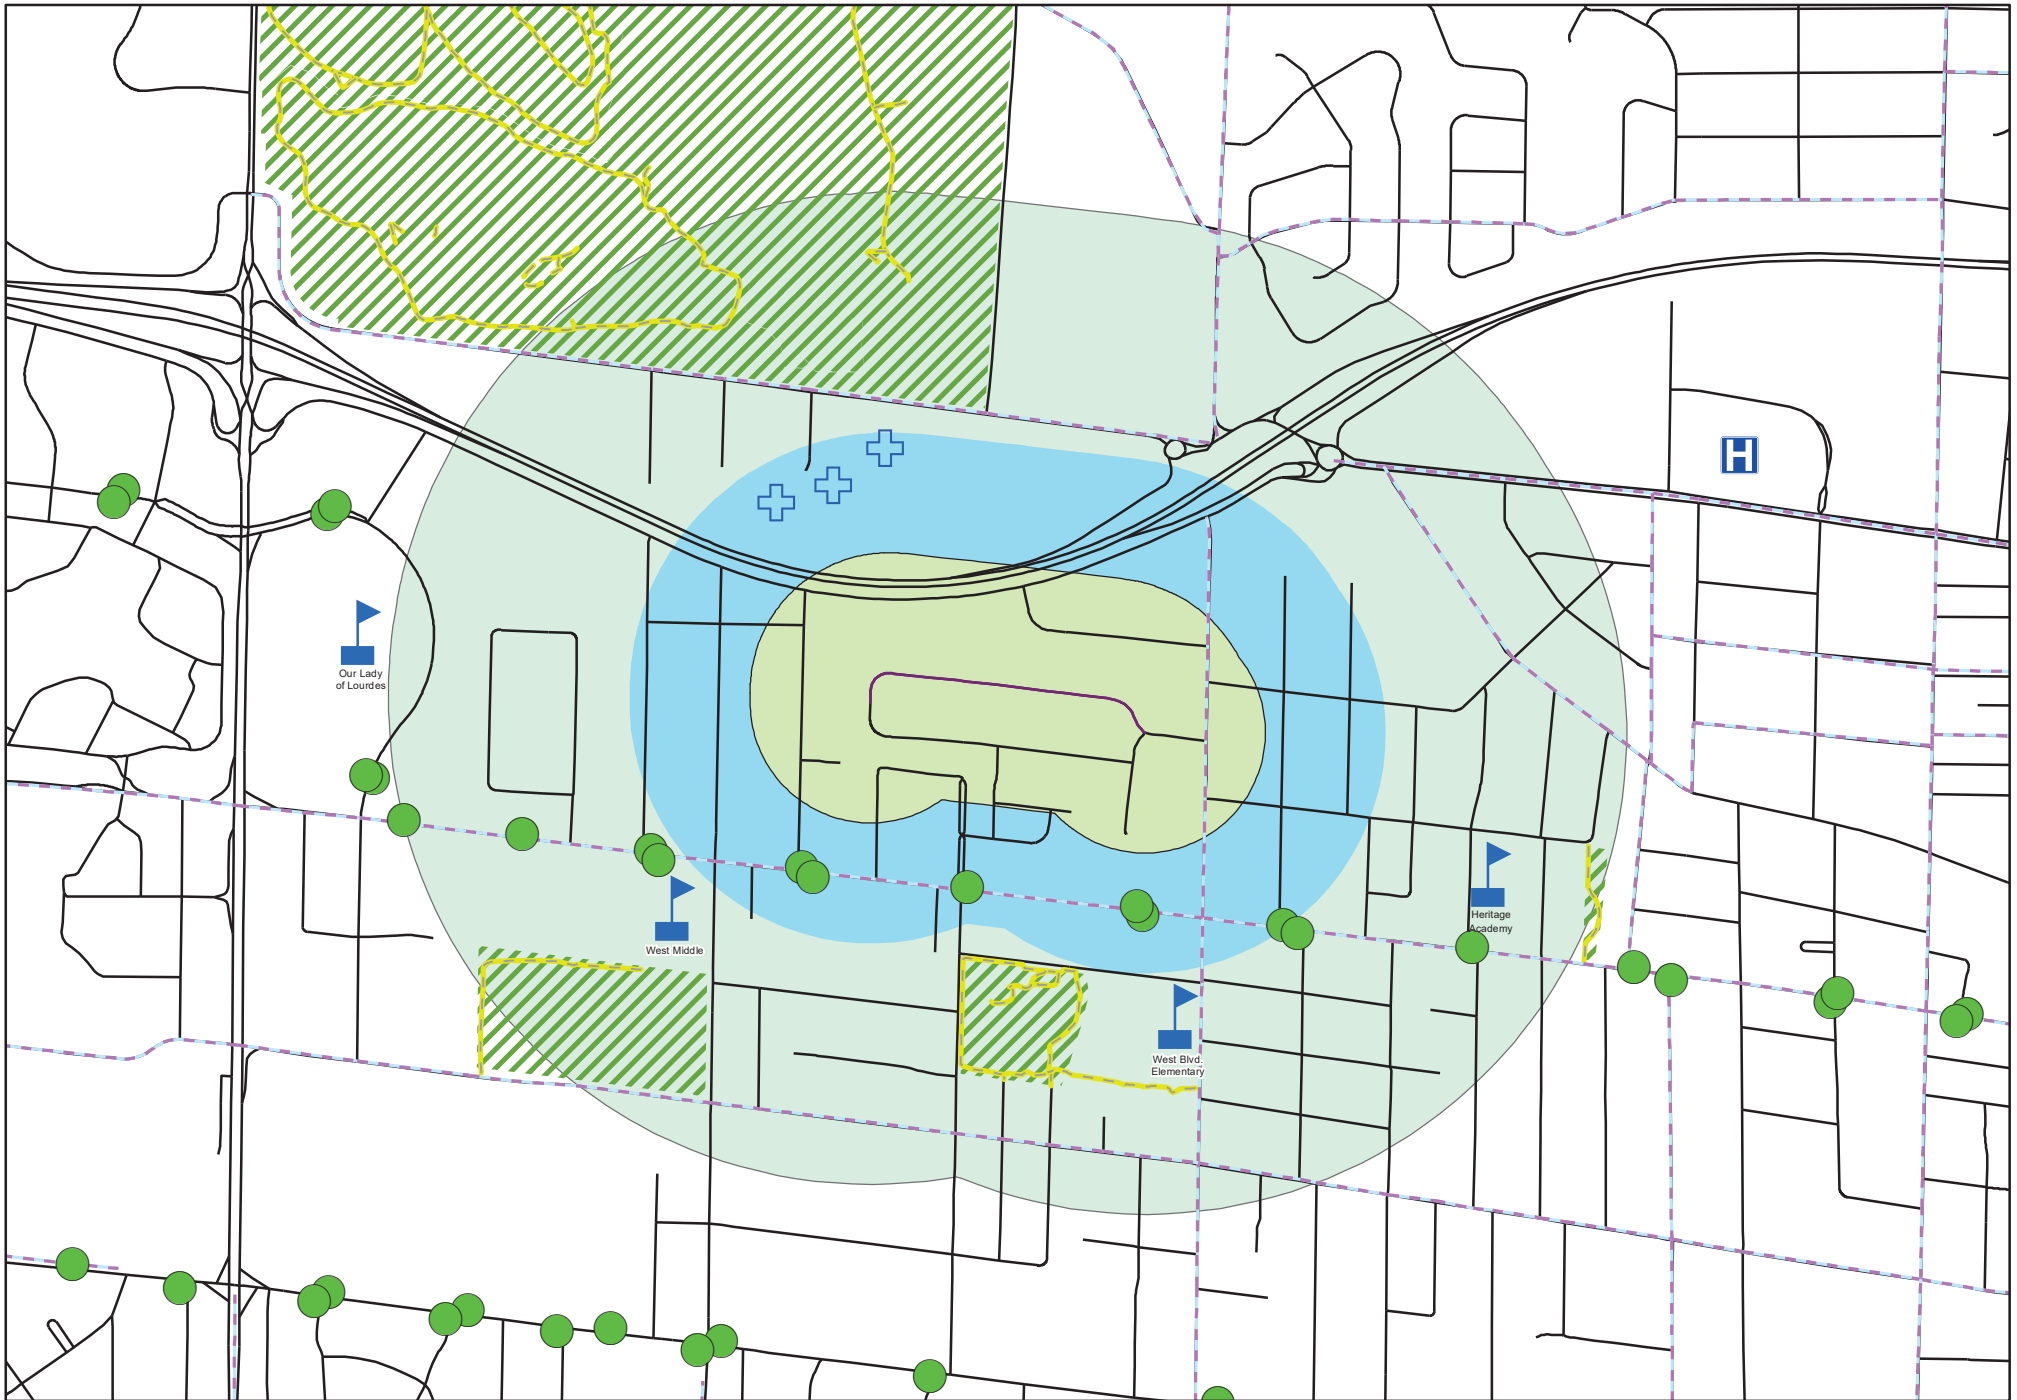 H
Our Lady
of Lourdes
Heritage
Academy
West Middle
West Blvd.
Elementary